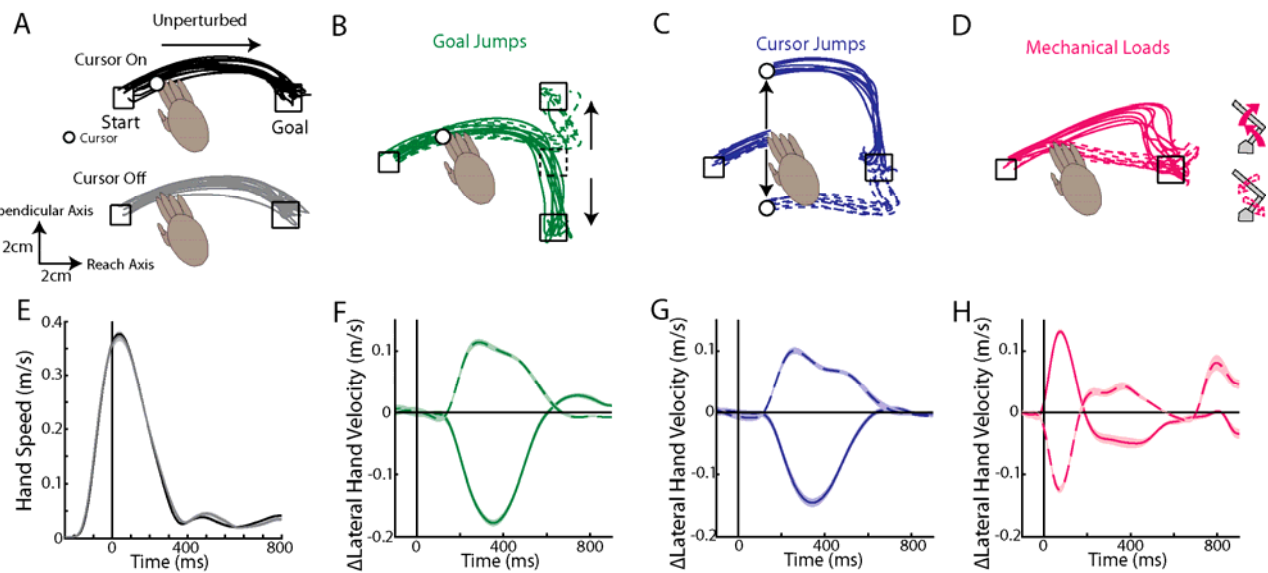 A
Unperturbed
Cursor On
Start
Goal
Cursor
Cursor Off
pendicular Axis
2cm
2cm
Reach Axis
B
Goal Jumps
C
Cursor Jumps
D
Mechanical Loads
E
Hand Speed (m/s)
0.4
0.3
0.2
0.1
0
0
400
800
Time (ms)
F
ΔLateral Hand Velocity (m/s)
0.1
0
-0.1
-0.2
0
400
800
Time (ms)
G
ΔLateral Hand Velocity (m/s)
0.1
0
-0.1
-0.2
0
400
800
Time (ms)
H
ΔLateral Hand Velocity (m/s)
0.1
0
-0.1
-0.2
0
400
800
Time (ms)